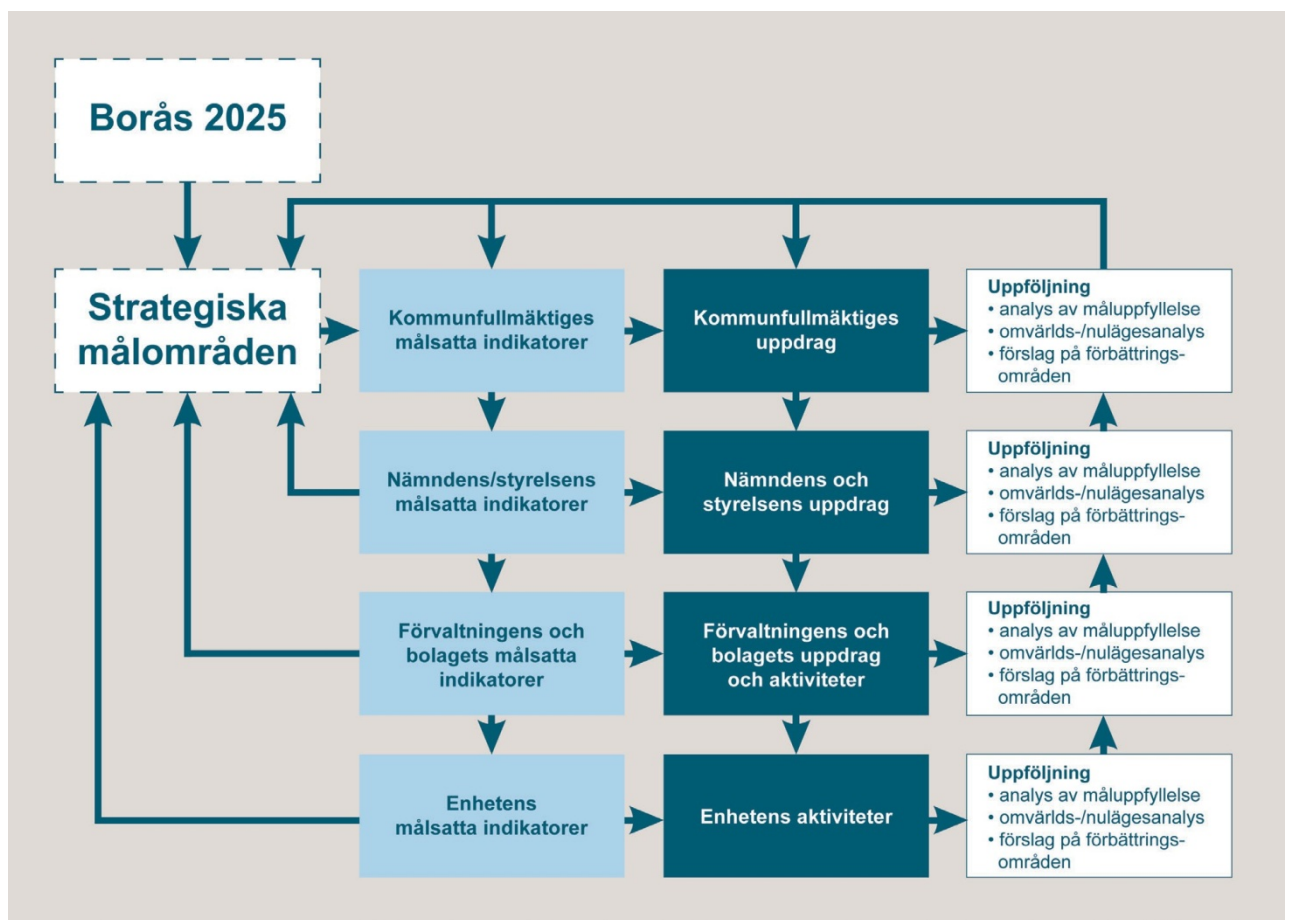 Borås 2025
Strategiska
målområden
Kommunfullmäktiges
målsatta indikatorer
Kommunfullmäktiges
uppdrag
Uppföljning
• analys av måluppfyllelse
• omvärlds-/nulägesanalys
• förslag på förbättrings-
områden
Nämndens/styrelsens
målsatta indikatorer
Nämndens och
styrelsens uppdrag
Uppföljning
• analys av måluppfyllelse
• omvärlds-/nulägesanalys
• förslag på förbättrings-
områden
Förvaltningens och
bolagets målsatta
indikatorer
Förvaltningens och
bolagets uppdrag
och aktiviteter
Uppföljning
• analys av måluppfyllelse
• omvärlds-/nulägesanalys
• förslag på förbättrings-
områden
Enhetens
målsatta indikatorer
Enhetens aktiviteter
Uppföljning
• analys av måluppfyllelse
• omvärlds-/nulägesanalys
• förslag på förbättrings-
områden